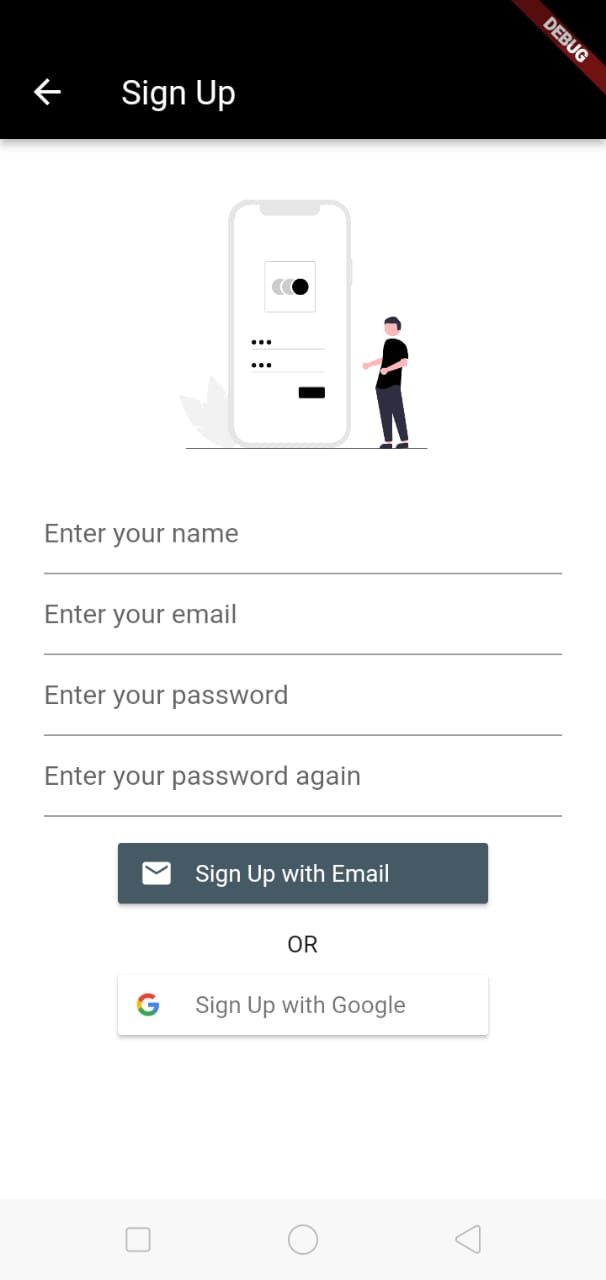 DEBUG
Sign Up
Enter your name
Enter your email
Enter your password
Enter your password again
Sign Up with Email
OR
Sign Up with Google